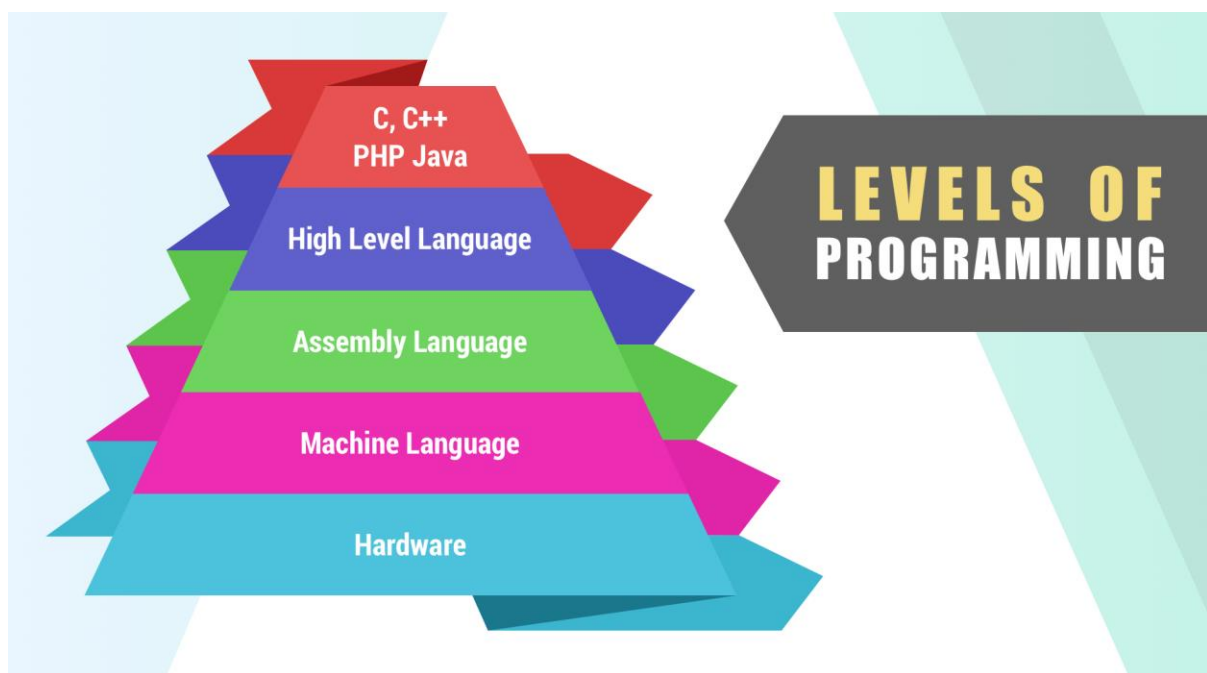 C, C++
PHP Java
High Level Language
Assembly Language
Machine Language
Hardware
LEVELS OF
PROGRAMMING